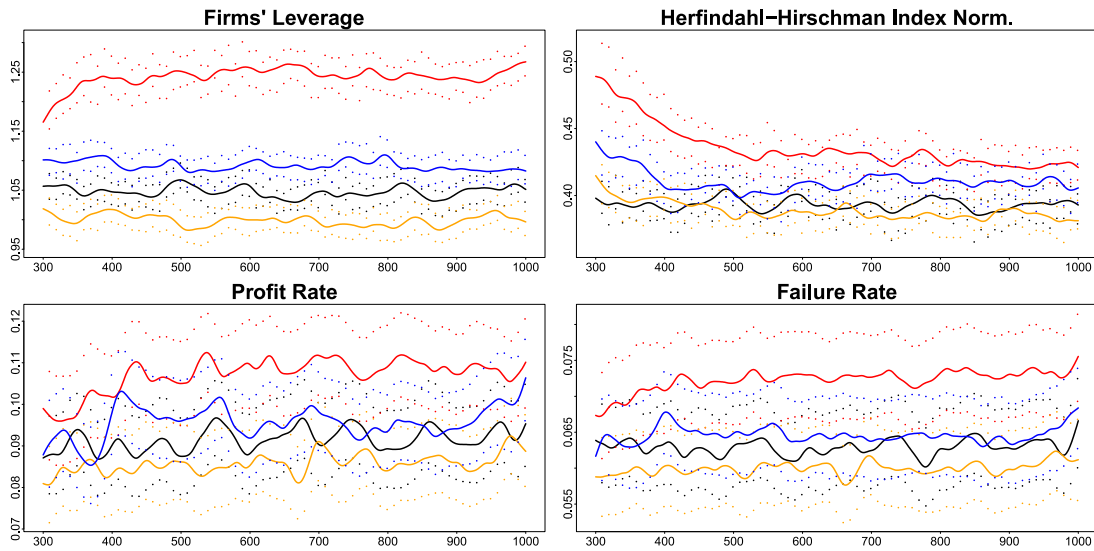 Firms' Leverage
Herfindahl−Hirschman Index Norm.
0.95 1.05 1.15 1.25
0.40 0.45 0.50
300 400 500 600 700 800 900 1000
300 400 500 600 700 800 900 1000
Profit Rate
Failure Rate
0.07 0.08 0.09 0.10 0.11 0.12
0.055 0.065 0.075
300 400 500 600 700 800 900 1000
300 400 500 600 700 800 900 1000